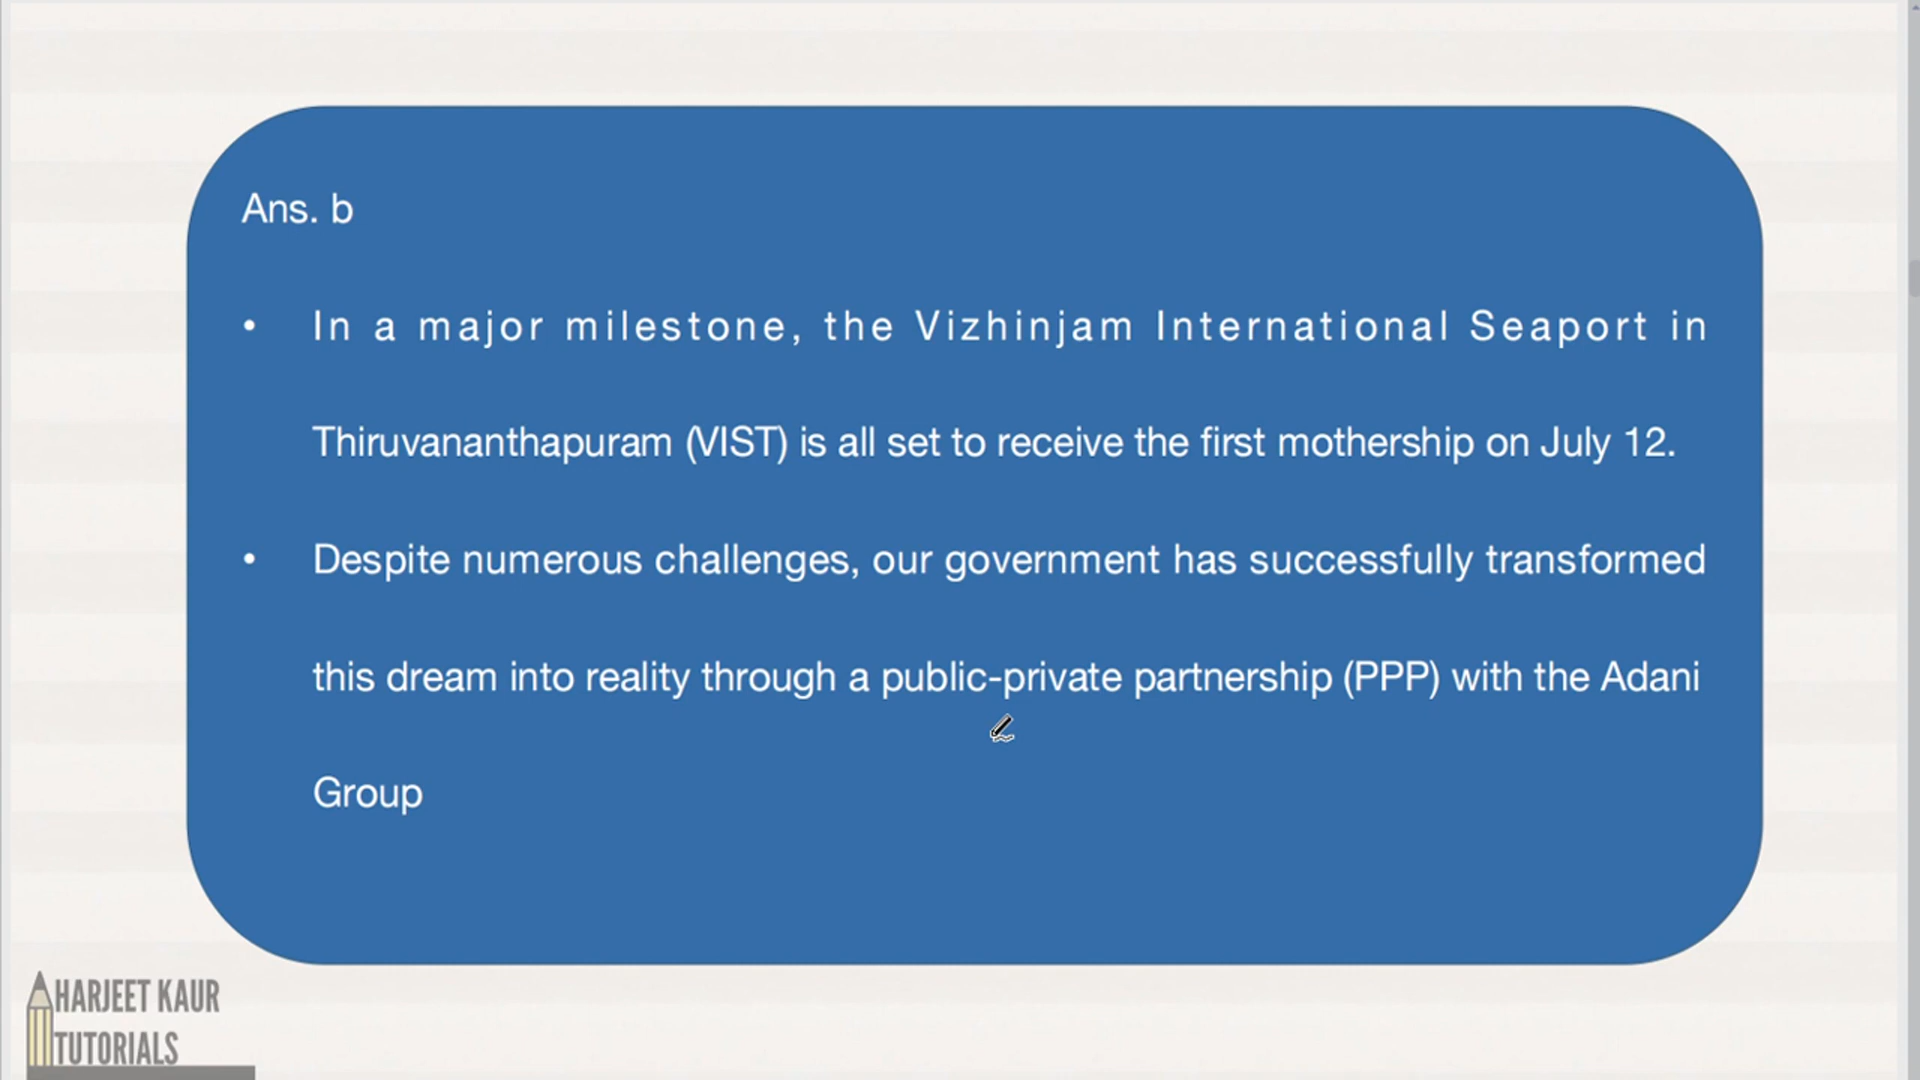 Ans. b
• In a major milestone, the Vizhinjam International Seaport in
Thiruvananthapuram (VIST) is all set to receive the first mothership on July 12.
• Despite numerous challenges, our government has successfully transformed
this dream into reality through a public-private partnership (PPP) with the Adani
Group
HARJEET KAUR
TUTORIALS